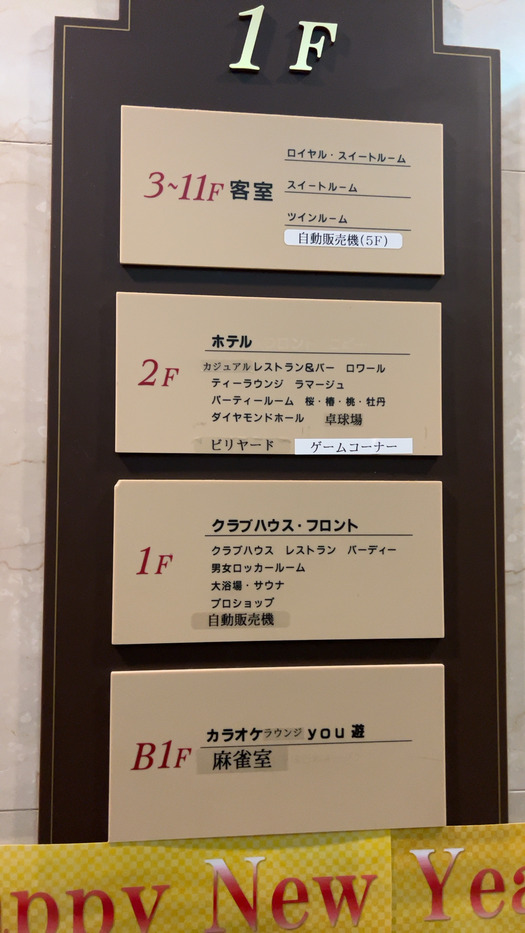 1F
3~11F 客室
ロイヤル・スイートルーム
スイートルーム
ツインルーム
自動販売機(5F)
2F
ホテル
カジュアルレストラン&バー ロワール
ティーラウンジ ラマージュ
パーティールーム 桜・椿・桃・牡丹
ダイヤモンドホール 卓球場
ビリヤード ゲームコーナー
1F
クラブハウス・フロント
クラブハウス レストラン バーディー
男女ロッカールーム
大浴場・サウナ
プロショップ
自動販売機
B1F
カラオケラウンジ you 遊
麻雀室
appy New Yea